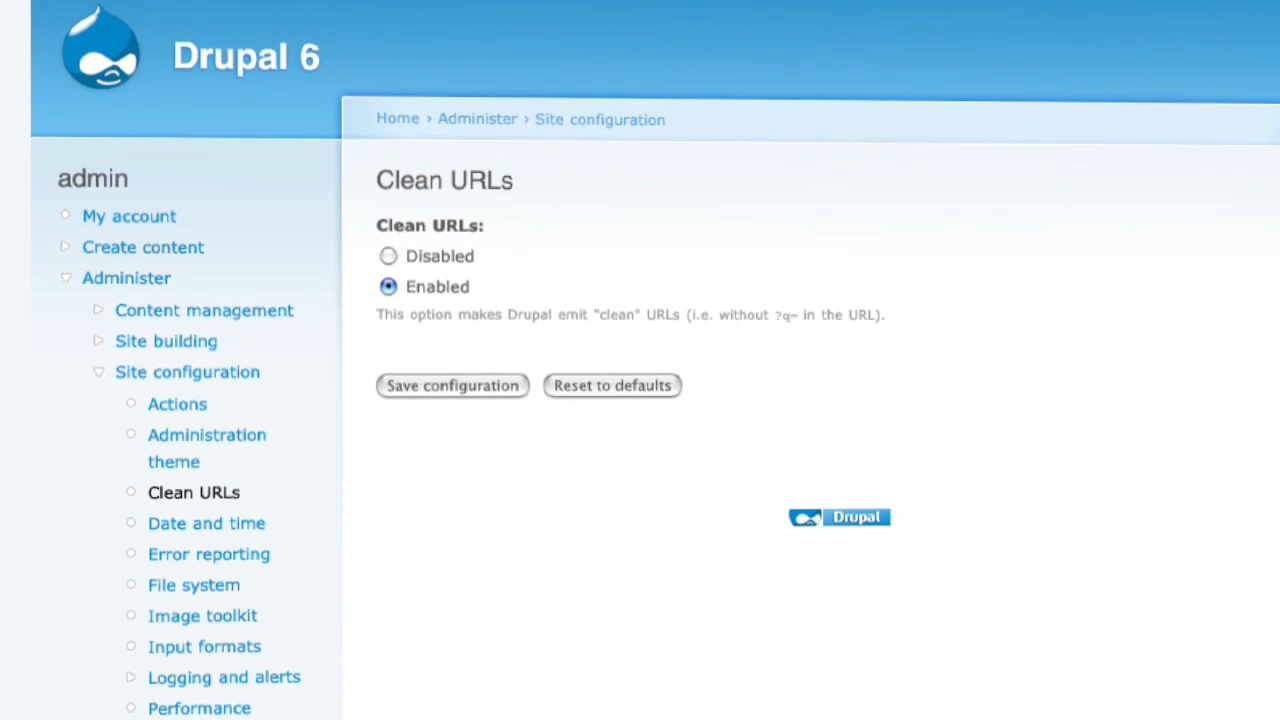 Drupal 6
Home › Administer › Site configuration
admin
My account
Create content
Administer
Content management
Site building
Site configuration
Actions
Administration
theme
Clean URLs
Date and time
Error reporting
File system
Image toolkit
Input formats
Logging and alerts
Performance
Clean URLs
Clean URLs:
Disabled
Enabled
This option makes Drupal emit "clean" URLs (i.e. without ?q= in the URL).
Save configuration
Reset to defaults
Drupal